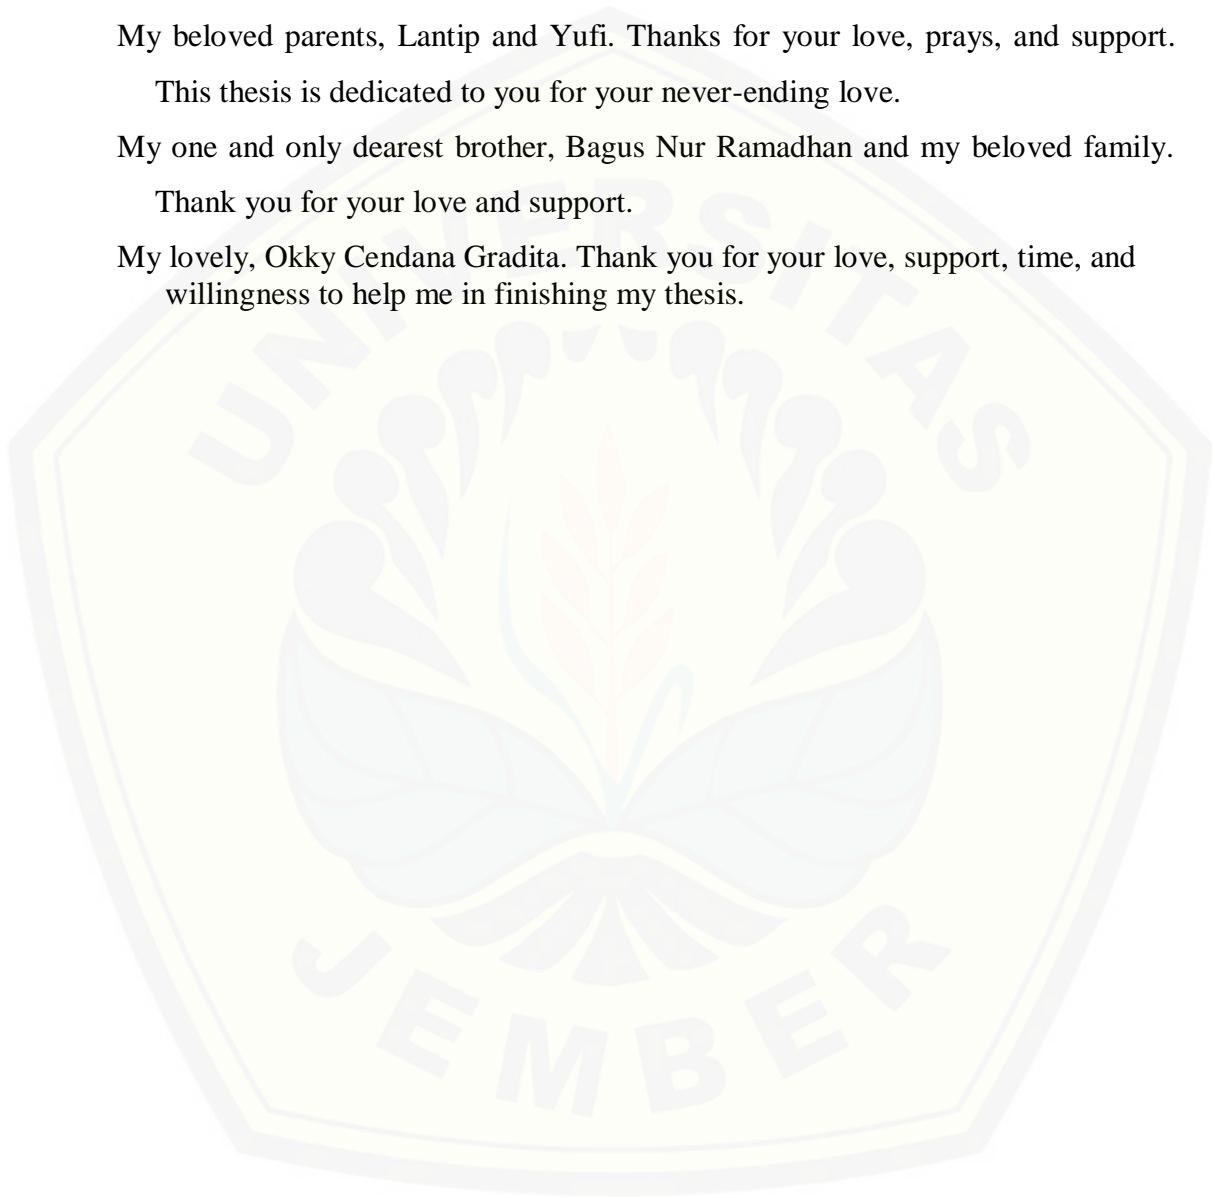 My beloved parents, Lantip and Yufi. Thanks for your love, prays, and support.
This thesis is dedicated to you for your never-ending love.
My one and only dearest brother, Bagus Nur Ramadhan and my beloved family.
Thank you for your love and support.
My lovely, Okky Cendana Gradita. Thank you for your love, support, time, and
willingness to help me in finishing my thesis.
UNIVERSITAS
JEMBER